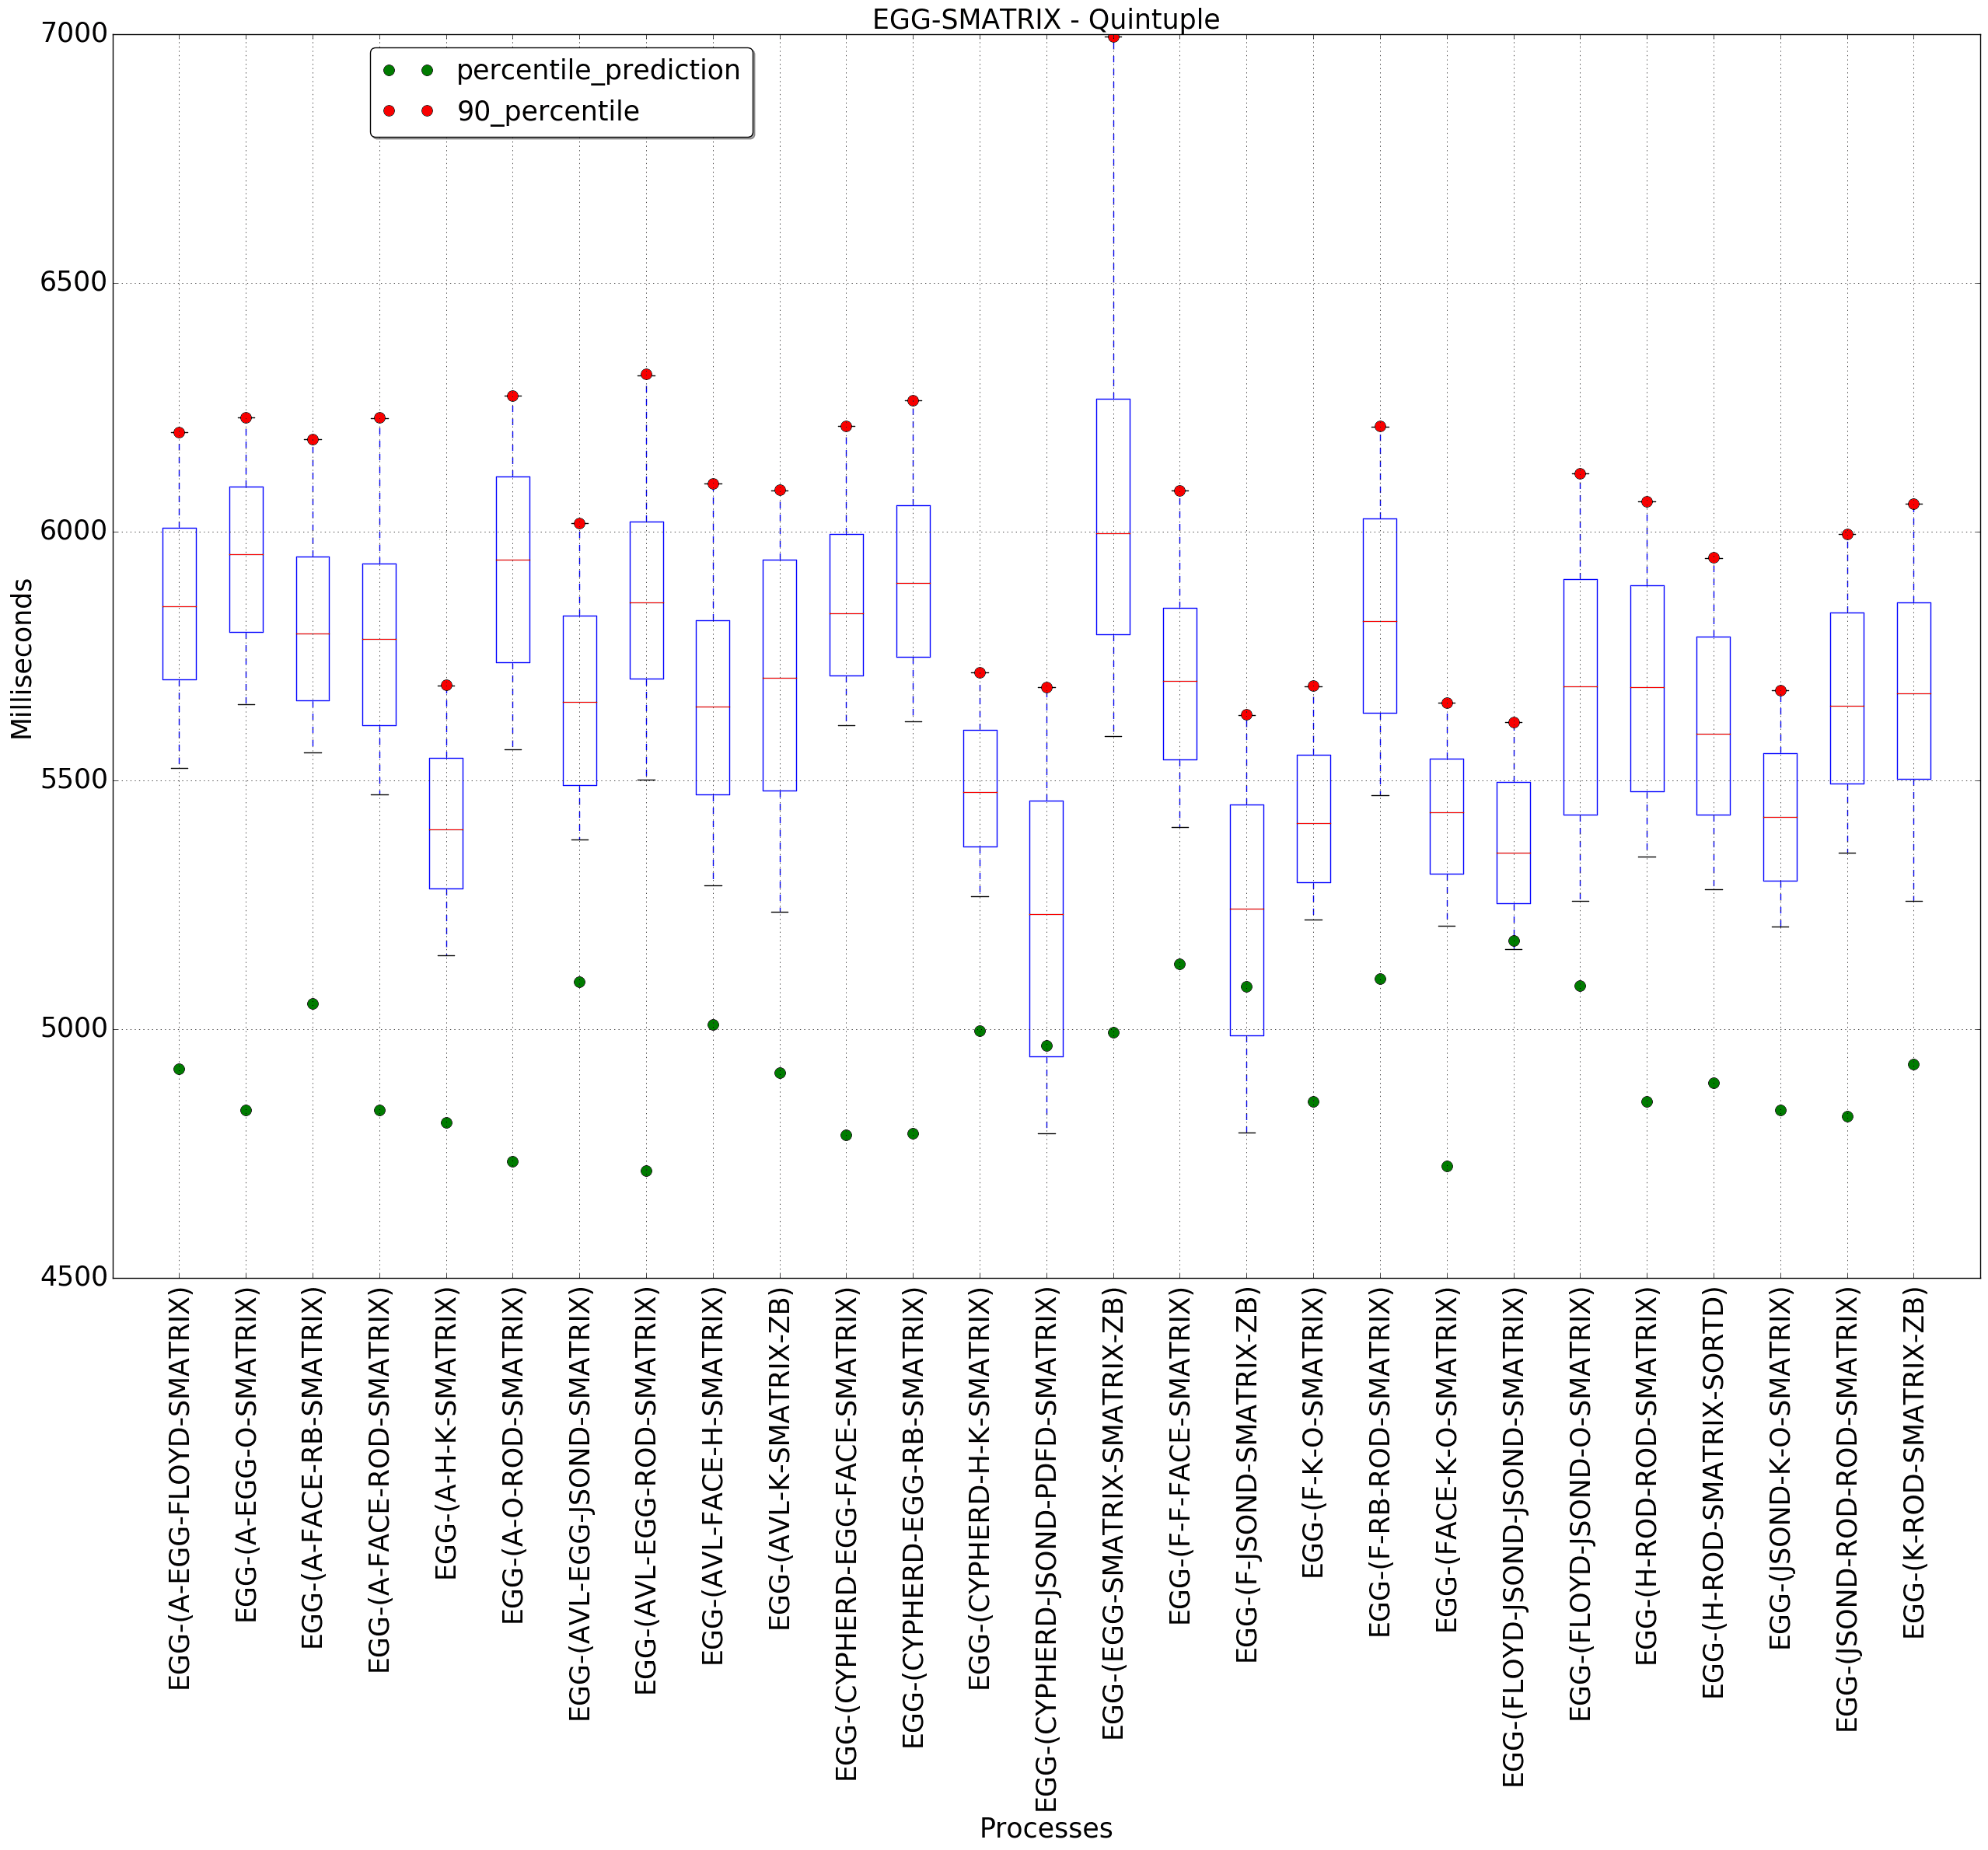 EGG-SMATRIX - Quintuple
percentile_prediction
90_percentile
7000
6500
6000
5500
5000
4500
Milliseconds
EGG-(A-EGG-FLOYD-SMATRIX)
EGG-(A-EGG-O-SMATRIX)
EGG-(A-FACE-RB-SMATRIX)
EGG-(A-FACE-ROD-SMATRIX)
EGG-(A-H-K-SMATRIX)
EGG-(A-O-ROD-SMATRIX)
EGG-(AVL-EGG-JSOND-SMATRIX)
EGG-(AVL-EGG-ROD-SMATRIX)
EGG-(AVL-FACE-H-SMATRIX)
EGG-(AVL-K-SMATRIX-ZB)
EGG-(CYPHERD-EGG-FACE-SMATRIX)
EGG-(CYPHERD-EGG-RB-SMATRIX)
EGG-(CYPHERD-H-K-SMATRIX)
EGG-(CYPHERD-JSOND-PDFD-SMATRIX)
EGG-(EGG-SMATRIX-SMATRIX-ZB)
EGG-(F-F-FACE-SMATRIX)
EGG-(F-JSOND-SMATRIX-ZB)
EGG-(F-K-O-SMATRIX)
EGG-(F-RB-ROD-SMATRIX)
EGG-(FACE-K-O-SMATRIX)
EGG-(FLOYD-JSOND-JSOND-SMATRIX)
EGG-(FLOYD-JSOND-O-SMATRIX)
EGG-(H-ROD-ROD-SMATRIX)
EGG-(H-ROD-SMATRIX-SORTD)
EGG-(JSOND-K-O-SMATRIX)
EGG-(JSOND-ROD-ROD-SMATRIX)
EGG-(K-ROD-SMATRIX-ZB)
Processes